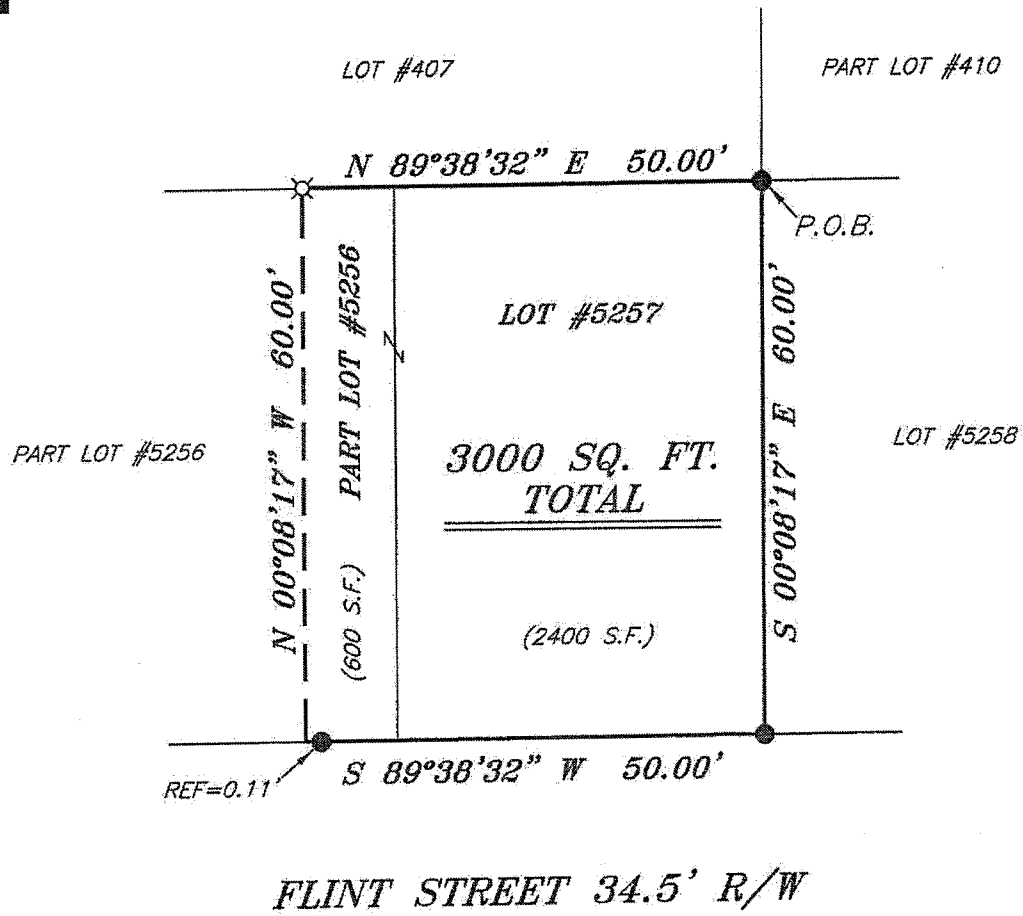 LOT #407
PART LOT #410
N 89°38'32" E 50.00'
P.O.B.
N 00°08'17" W 60.00'
PART LOT #5256
(600 S.F.)
LOT #5257
S 00°08'17" E 60.00'
PART LOT #5256
3000 SQ. FT.
TOTAL
LOT #5258
(2400 S.F.)
REF=0.11'
S 89°38'32" W 50.00'
FLINT STREET 34.5' R/W